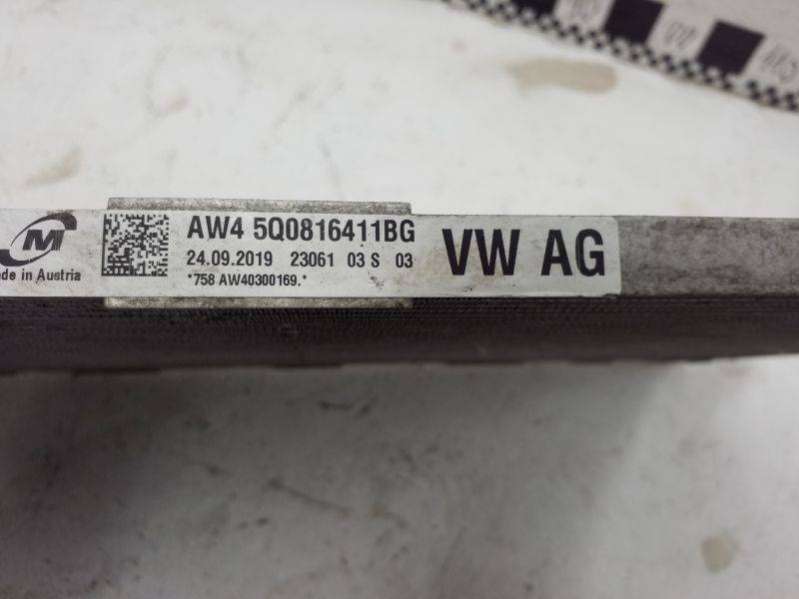 AW4 5Q0816411BG
24.09.2019 23061 03 S 03
*758 AW40300169.*
VW AG
M
de in Austria